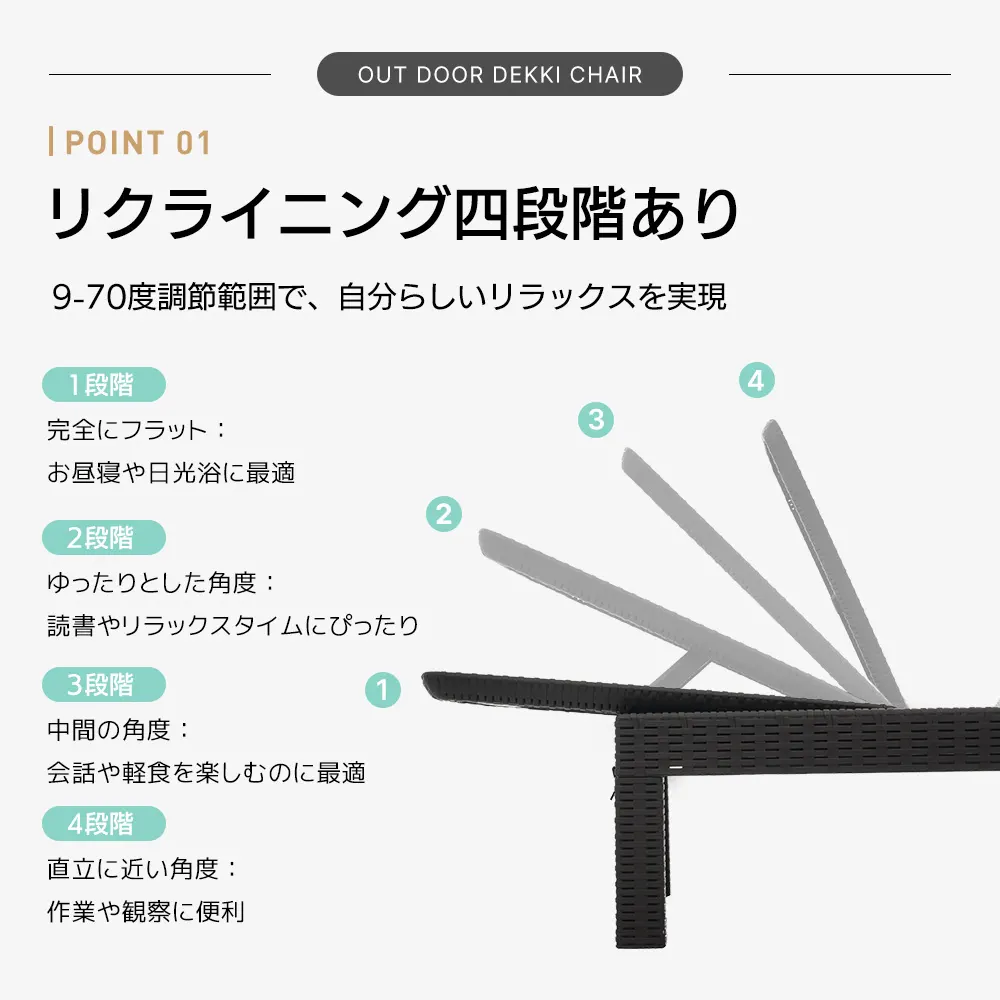 OUT DOOR DEKKI CHAIR
POINT 01
リクライニング四段階あり
9-70度調節範囲で、自分らしいリラックスを実現
1段階
完全にフラット：
お昼寝や日光浴に最適
2段階
ゆったりとした角度：
読書やリラックスタイムにぴったり
3段階
中間の角度：
会話や軽食を楽しむのに最適
4段階
直立に近い角度：
作業や観察に便利
4
3
2
1